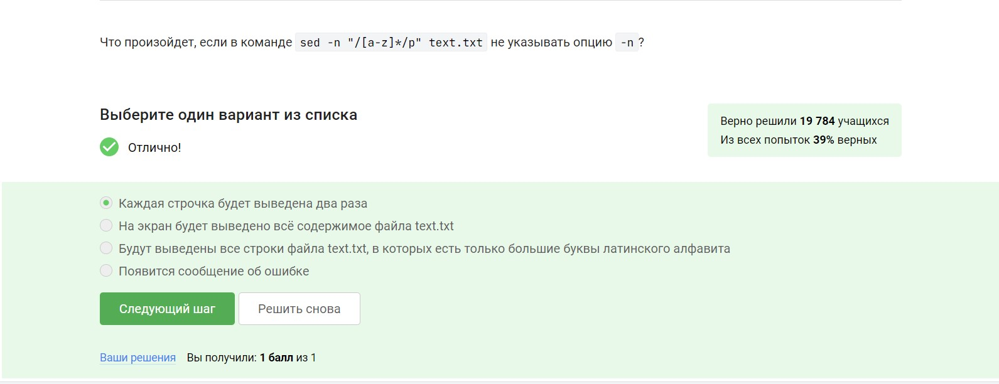 Что произойдет, если в команде sed -n "/[a-z]*/p" text.txt не указывать опцию -n?
Выберите один вариант из списка
Отлично!
Верно решили 19 784 учащихся
Из всех попыток 39% верных
Каждая строчка будет выведена два раза
На экран будет выведено всё содержимое файла text.txt
Будут выведены все строки файла text.txt, в которых есть только большие буквы латинского алфавита
Появится сообщение об ошибке
Следующий шаг
Решить снова
Ваши решения Вы получили: 1 балл из 1